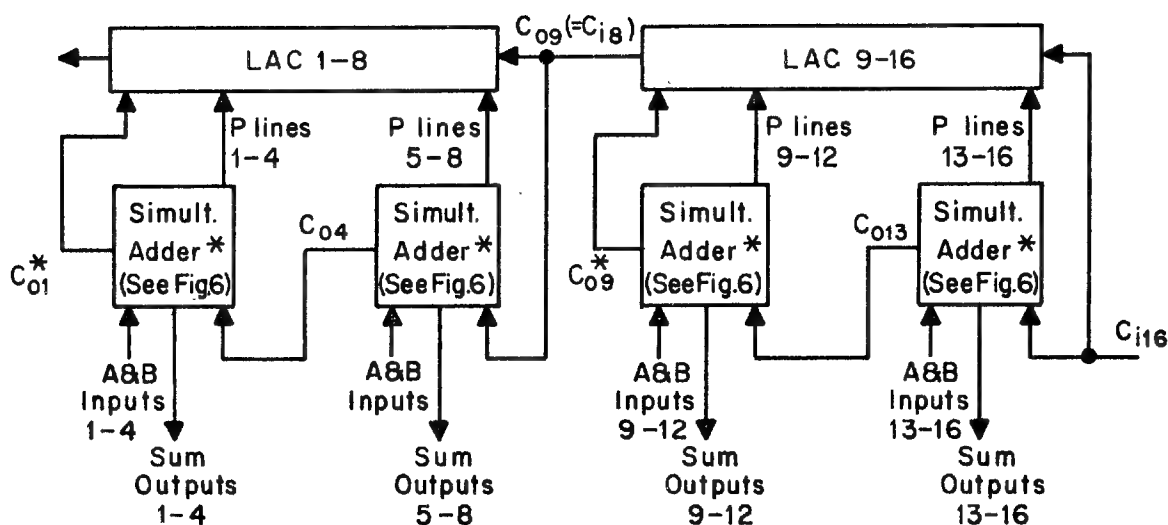 C₀₉(=Cᵢ₈)
LAC 1-8
LAC 9-16
P lines
1-4
P lines
5-8
P lines
9-12
P lines
13-16
Simult.
Adder *
(See Fig.6)
Simult.
Adder *
(See Fig.6)
Simult.
Adder *
(See Fig.6)
Simult.
Adder *
(See Fig.6)
C₀₁*
C₀₄
C₀₉*
C₀₁₃
Cᵢ₁₆
A&B
Inputs
1-4
A&B
Inputs
A&B
Inputs
9-12
A&B
Inputs
13-16
Sum
Outputs
1-4
Sum
Outputs
5-8
Sum
Outputs
9-12
Sum
Outputs
13-16